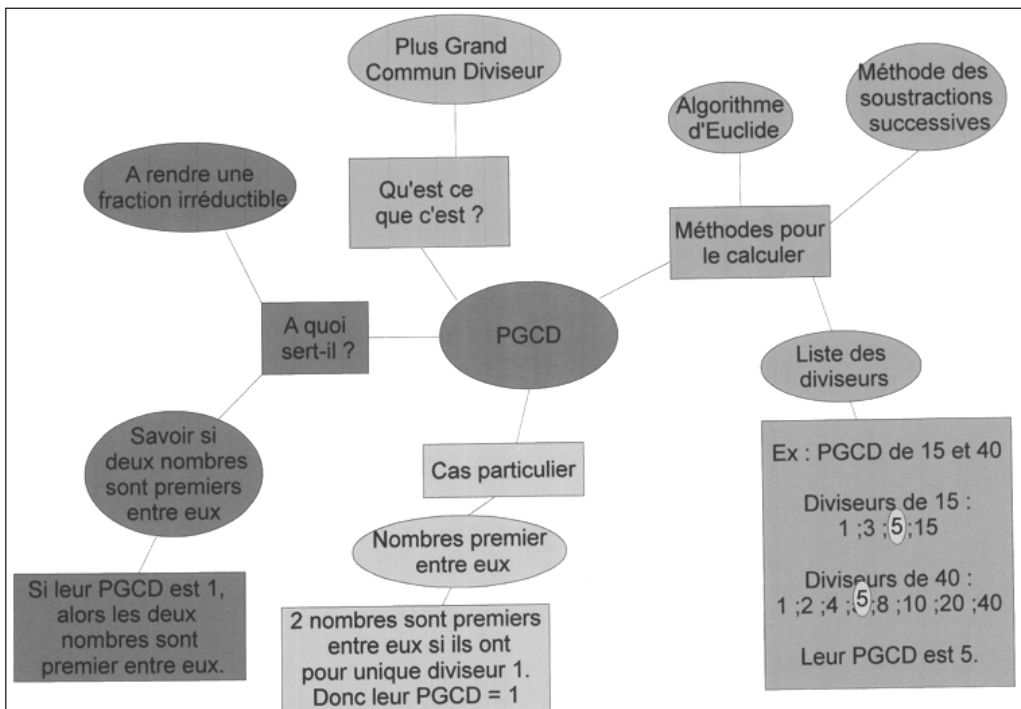 Plus Grand
Commun Diviseur
Algorithme
d'Euclide
Méthode des
soustractions
successives
A rendre une
fraction irréductible
Qu'est ce
que c'est ?
Méthodes pour
le calculer
A quoi
sert-il ?
PGCD
Liste des
diviseurs
Savoir si
deux nombres
sont premiers
entre eux
Cas particulier
Nombres premier
entre eux
Si leur PGCD est 1,
alors les deux
nombres sont
premier entre eux.
2 nombres sont premiers
entre eux si ils ont
pour unique diviseur 1.
Donc leur PGCD = 1
Ex : PGCD de 15 et 40
Diviseurs de 15 :
1 ;3 ;5 ;15
Diviseurs de 40 :
1 ;2 ;4 ;5 ;8 ;10 ;20 ;40
Leur PGCD est 5.